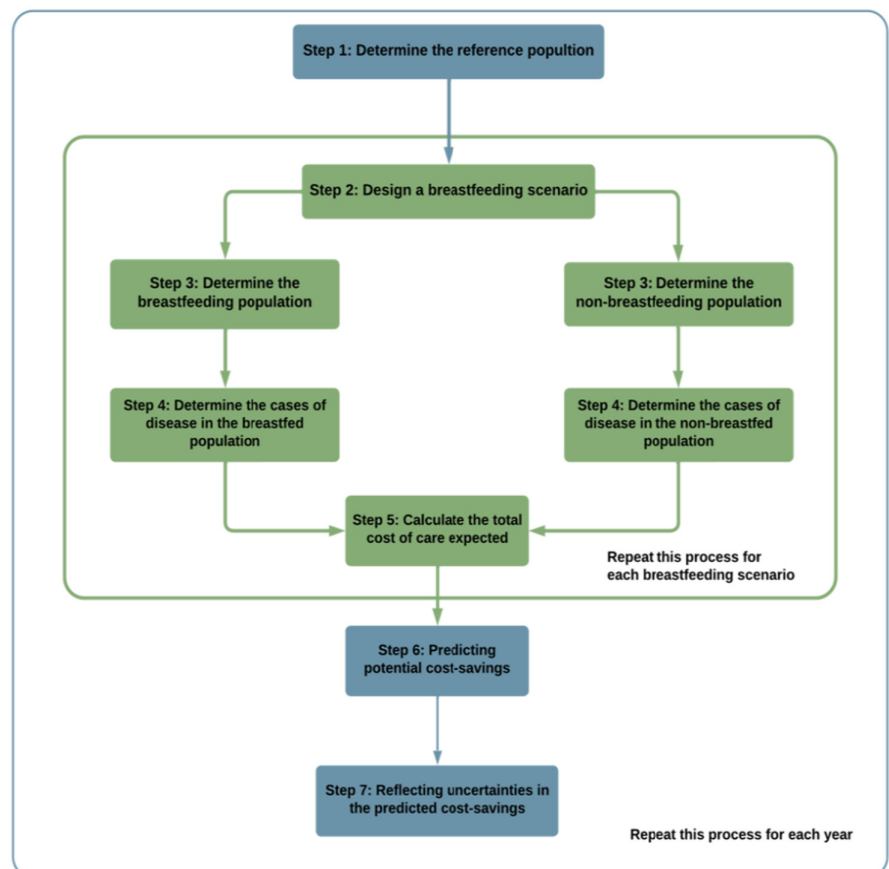 Step 1: Determine the reference popultion
Step 2: Design a breastfeeding scenario
Step 3: Determine the
breastfeeding population
Step 3: Determine the
non-breastfeeding population
Step 4: Determine the cases of
disease in the breastfed
population
Step 4: Determine the cases of
disease in the non-breastfed
population
Step 5: Calculate the total
cost of care expected
Repeat this process for
each breastfeeding scenario
Step 6: Predicting
potential cost-savings
Step 7: Reflecting uncertainties in
the predicted cost-savings
Repeat this process for each year